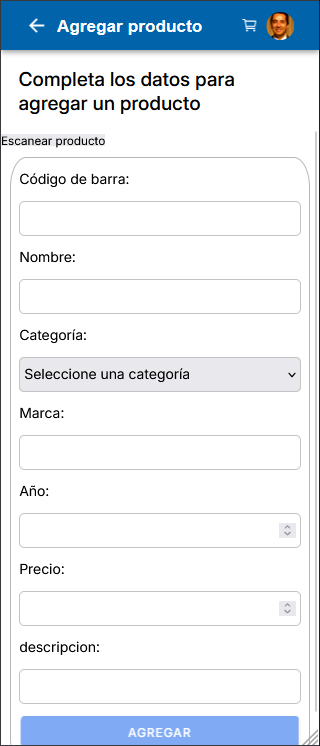 Agregar producto
Completa los datos para
agregar un producto
Escanear producto
Código de barra:
Nombre:
Categoría:
Seleccione una categoría
Marca:
Año:
Precio:
descripcion:
AGREGAR